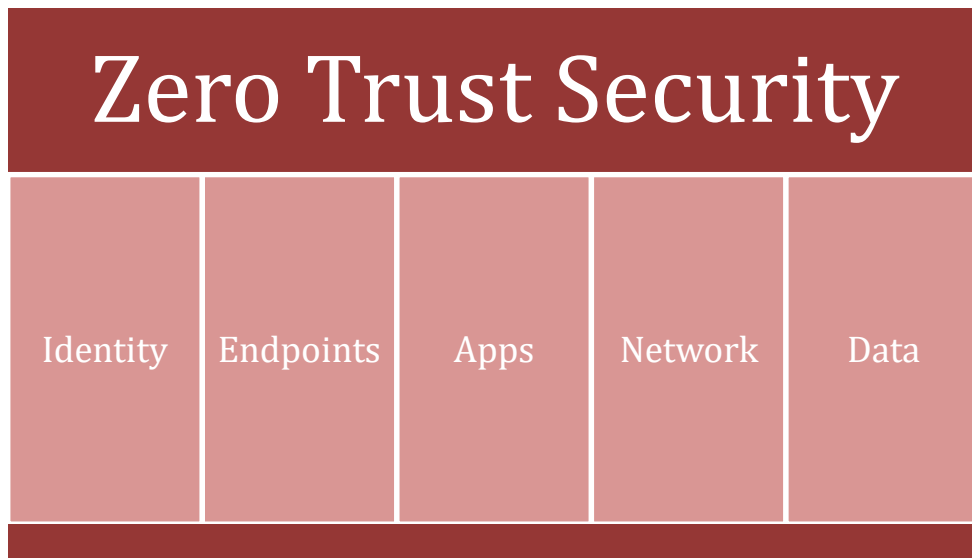 Zero Trust Security
Identity
Endpoints
Apps
Network
Data